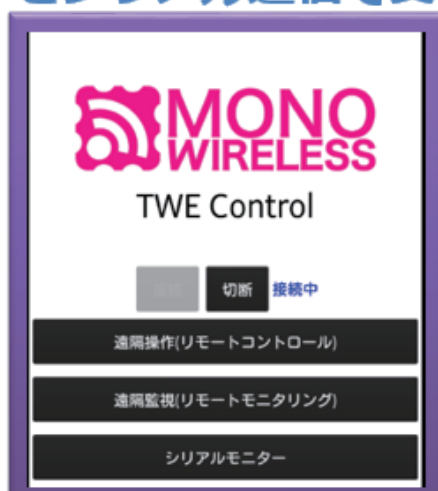 MONO
WIRELESS
TWE Control
切断 接続中
遠隔操作(リモートコントロール)
遠隔監視(リモートモニタリング)
シリアルモニター